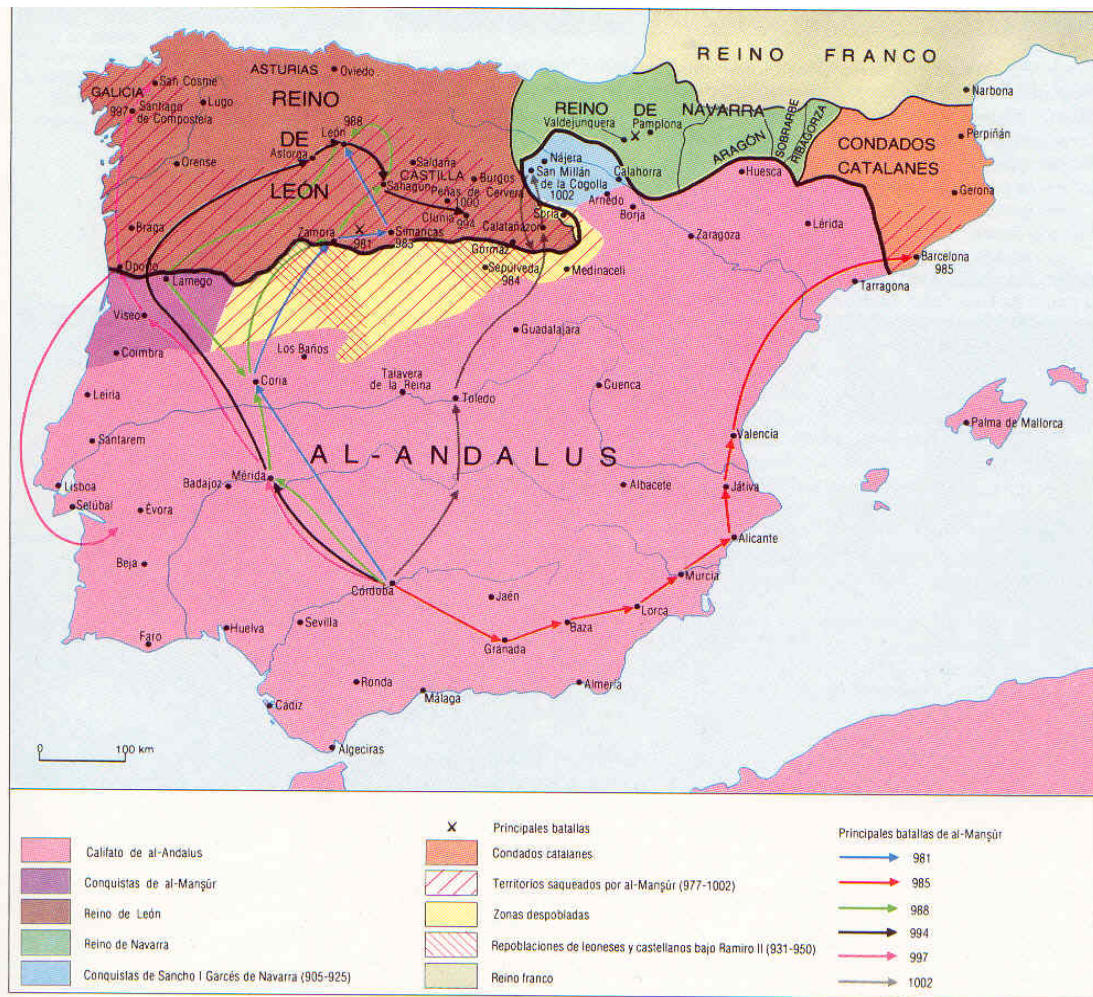 REINO FRANCO
ASTURIAS
Oviedo
San Cosme
GALICIA
997
Santiago
de Compostela
Lugo
REINO
DE
LEÓN
988
León
Astorga
Orense
Saldaña
CASTILLA
Sahagún
Burgos
Peñas de Cervera
1000
Clunia
994
Braga
Zamora
981
Simancas
983
Calatañazor
Soria
Gormaz
Oporto
Lamego
Sepúlveda
984
Medinaceli
REINO DE NAVARRA
Valdejunquera
Pamplona
ARAGÓN
SOBRARBE
RIBAGORZA
Nájera
San Millán
de la Cogolla
1002
Calahorra
Arnedo
Borja
Huesca
Zaragoza
Lérida
CONDADOS
CATALANES
Narbona
Perpiñán
Gerona
Barcelona
985
Tarragona
Viseo
Coimbra
Los Baños
Guadalajara
Coria
Talavera
de la Reina
Toledo
Cuenca
Leiria
Santarem
AL-ANDALUS
Valencia
Palma de Mallorca
Lisboa
Setúbal
Évora
Badajoz
Mérida
Albacete
Játiva
Beja
Alicante
Córdoba
Jaén
Murcia
Lorca
Baza
Granada
Faro
Huelva
Sevilla
Ronda
Málaga
Almería
Cádiz
Algeciras
0 100 km
Califato de al-Andalus
Conquistas de al-Manṣūr
Reino de León
Reino de Navarra
Conquistas de Sancho I Garcés de Navarra (905-925)
X Principales batallas
Condados catalanes
Territorios saqueados por al-Manṣūr (977-1002)
Zonas despobladas
Repoblaciones de leoneses y castellanos bajo Ramiro II (931-950)
Reino franco
Principales batallas de al-Manṣūr
981
985
988
994
997
1002